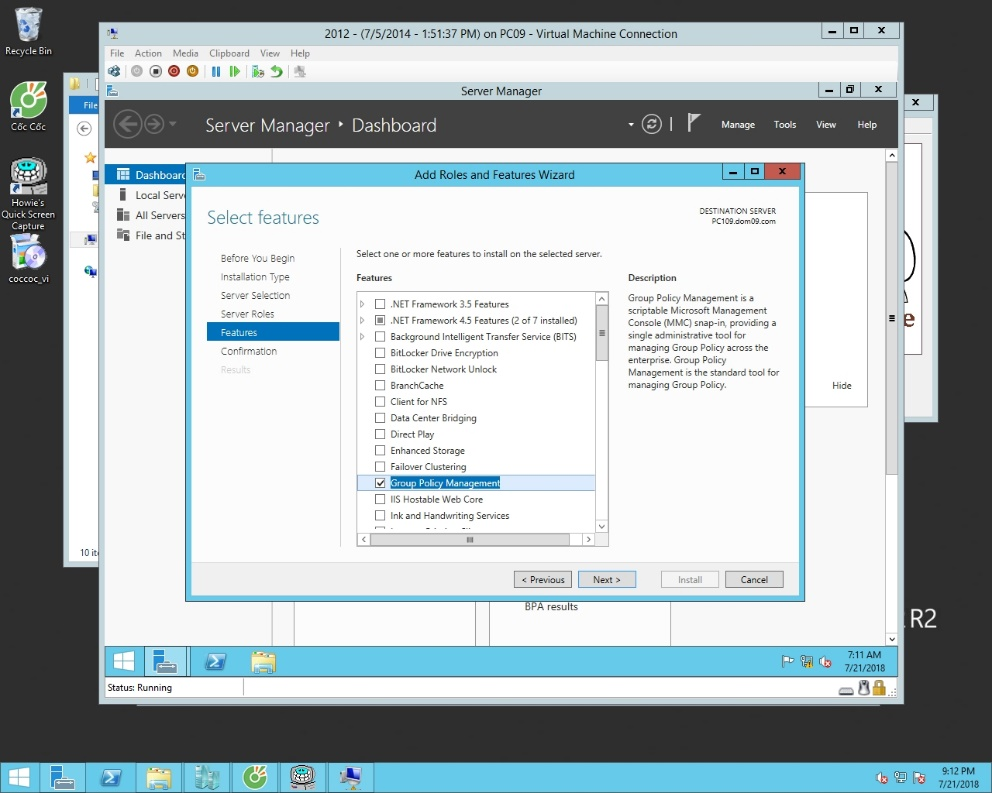 Recycle Bin
Cốc Cốc
Howie's
Quick Screen
Capture
coccoc_vi
2012 - (7/5/2014 - 1:51:37 PM) on PC09 - Virtual Machine Connection
File Action Media Clipboard View Help
Server Manager
File
Server Manager Dashboard
Manage Tools View Help
Dashboard
Local Serv
All Servers
File and St
Add Roles and Features Wizard
Select features
DESTINATION SERVER
PC109.dom09.com
Before You Begin
Installation Type
Server Selection
Server Roles
Features
Confirmation
Results
Select one or more features to install on the selected server.
Features
.NET Framework 3.5 Features
.NET Framework 4.5 Features (2 of 7 installed)
Background Intelligent Transfer Service (BITS)
BitLocker Drive Encryption
BitLocker Network Unlock
BranchCache
Client for NFS
Data Center Bridging
Direct Play
Enhanced Storage
Failover Clustering
Group Policy Management
IIS Hostable Web Core
Ink and Handwriting Services
Description
Group Policy Management is a
scriptable Microsoft Management
Console (MMC) snap-in, providing a
single administrative tool for
managing Group Policy across the
enterprise. Group Policy
Management is the standard tool for
managing Group Policy.
Hide
e
< Previous
Next >
Install
Cancel
10 it
BPA results
R2
7:11 AM
7/21/2018
Status: Running
9:12 PM
7/21/2018